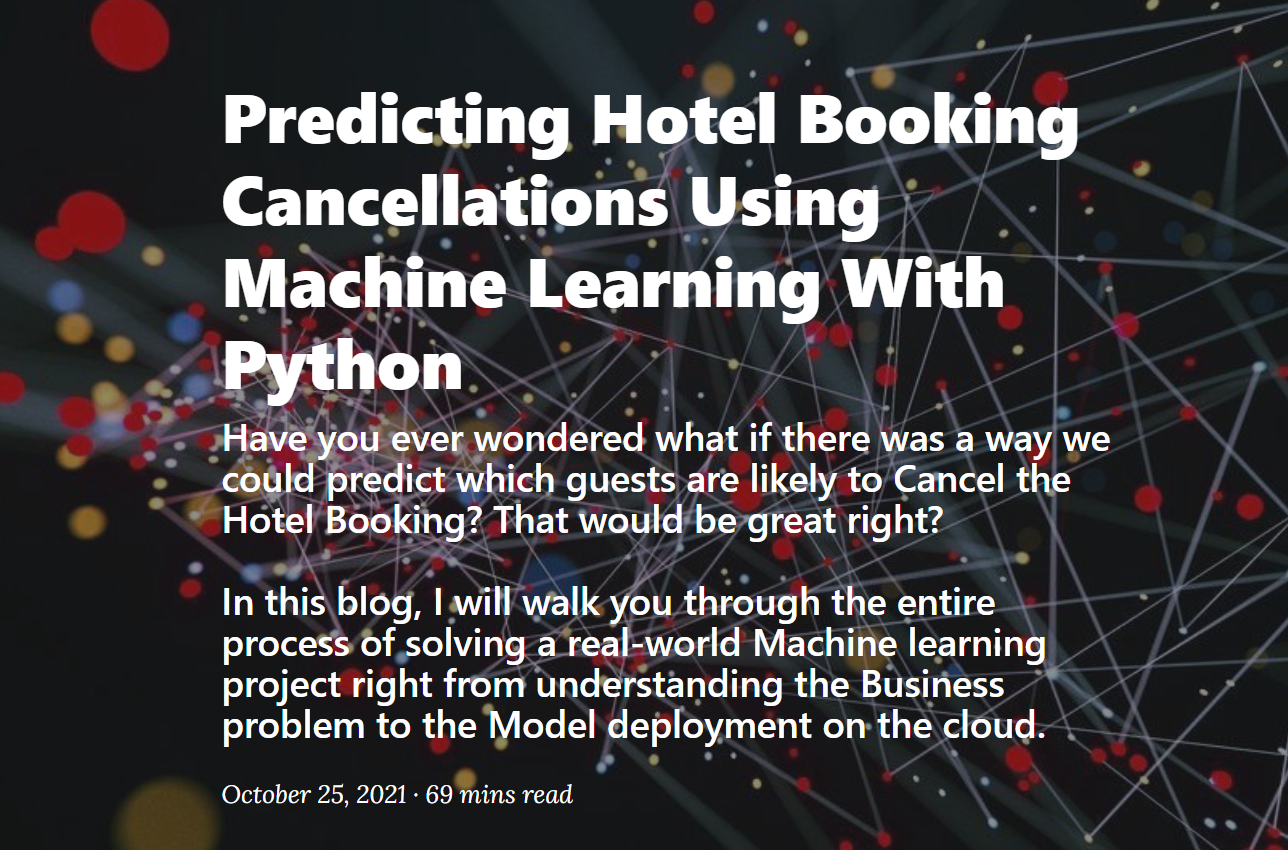 Predicting Hotel Booking
Cancellations Using
Machine Learning With
Python
Have you ever wondered what if there was a way we
could predict which guests are likely to Cancel the
Hotel Booking? That would be great right?
In this blog, I will walk you through the entire
process of solving a real-world Machine learning
project right from understanding the Business
problem to the Model deployment on the cloud.
October 25, 2021 · 69 mins read